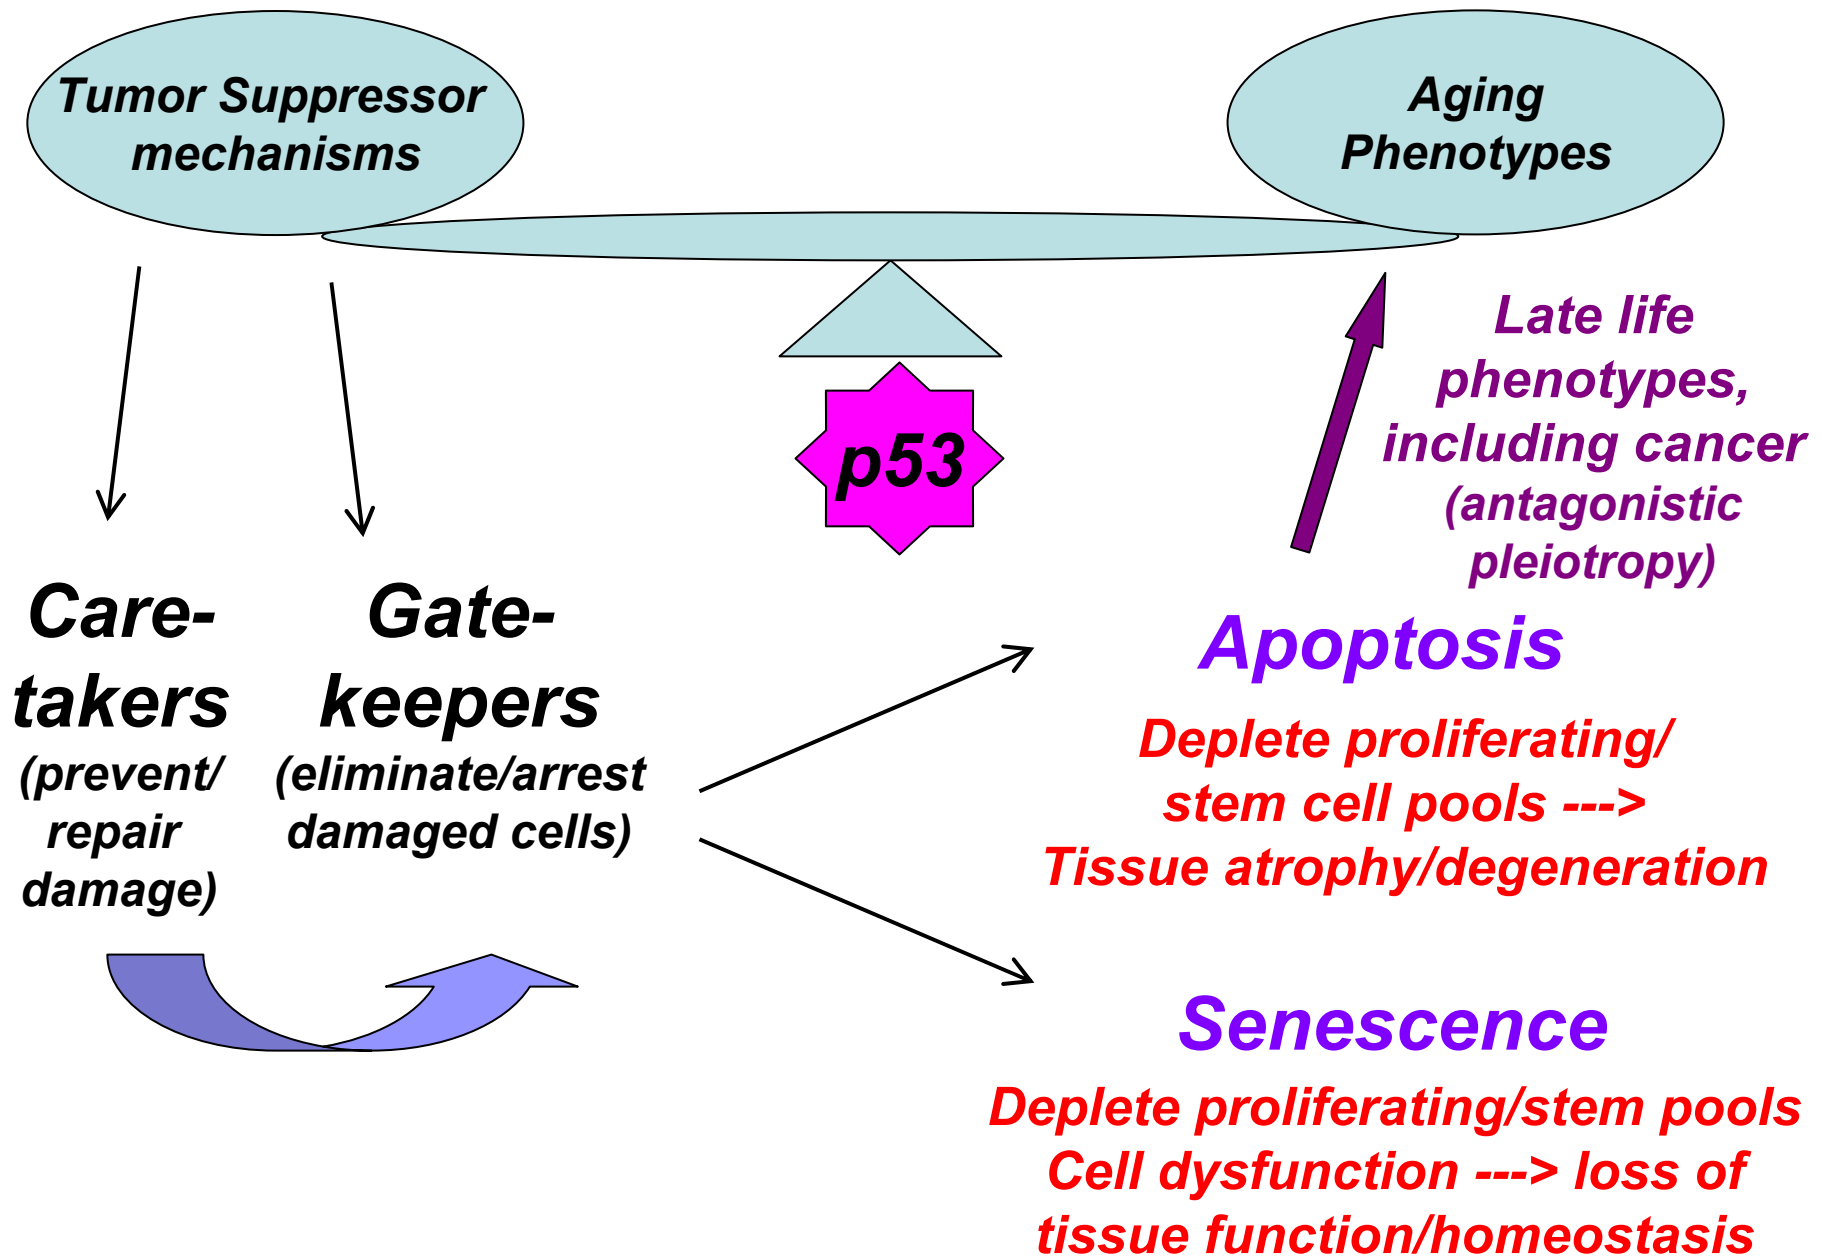 Tumor Suppressor
mechanisms
Aging
Phenotypes
p53
Late life
phenotypes,
including cancer
(antagonistic
pleiotropy)
Care-
takers
(prevent/
repair
damage)
Gate-
keepers
(eliminate/arrest
damaged cells)
Apoptosis
Deplete proliferating/
stem cell pools --->
Tissue atrophy/degeneration
Senescence
Deplete proliferating/stem pools
Cell dysfunction ---> loss of
tissue function/homeostasis